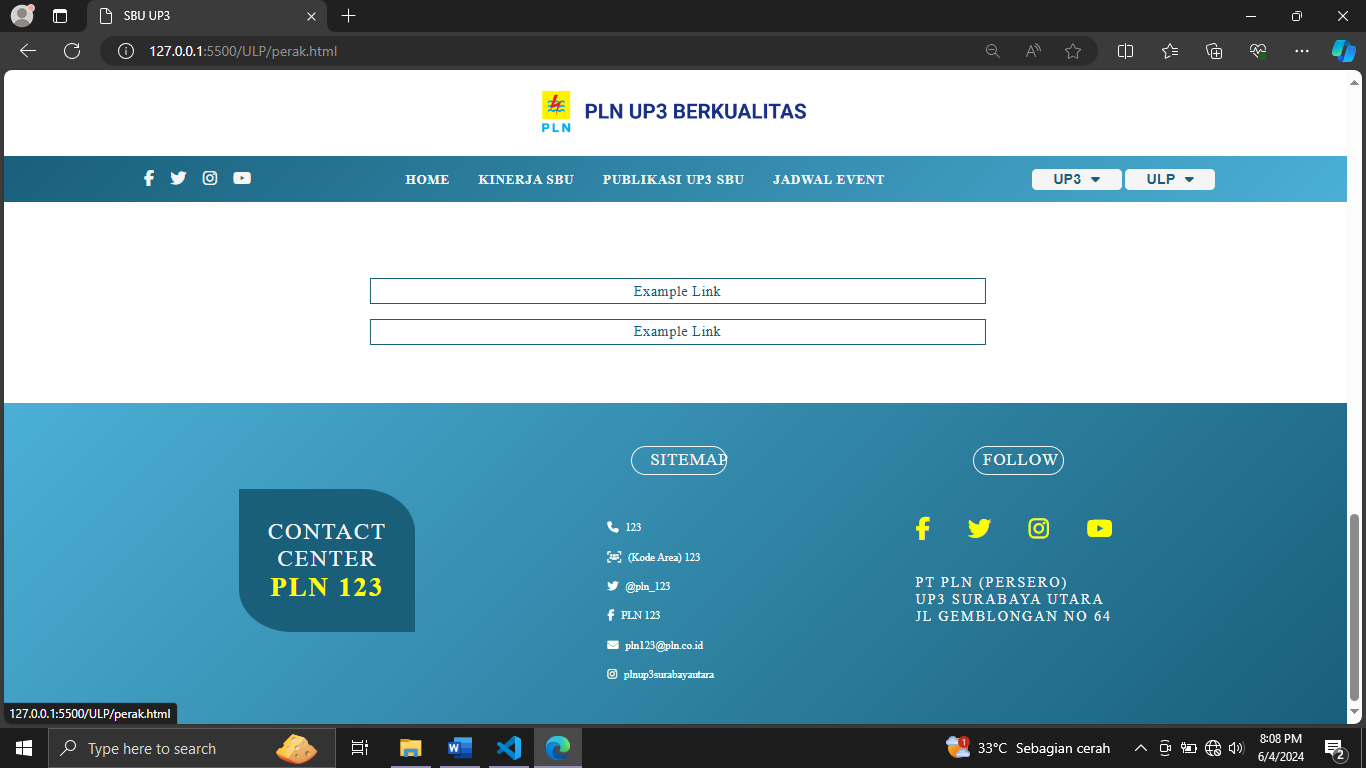 SBU UP3
127.0.0.1:5500/ULP/perak.html
PLN
PLN UP3 BERKUALITAS
HOME
KINERJA SBU
PUBLIKASI UP3 SBU
JADWAL EVENT
UP3
ULP
Example Link
Example Link
CONTACT
CENTER
PLN 123
SITEMAP
123
(Kode Area) 123
@pln_123
PLN 123
pln123@pln.co.id
plnup3surabayautara
FOLLOW
PT PLN (PERSERO)
UP3 SURABAYA UTARA
JL GEMBLONGAN NO 64
127.0.0.1:5500/ULP/perak.html
Type here to search
1
33°C Sebagian cerah
8:08 PM
6/4/2024
2